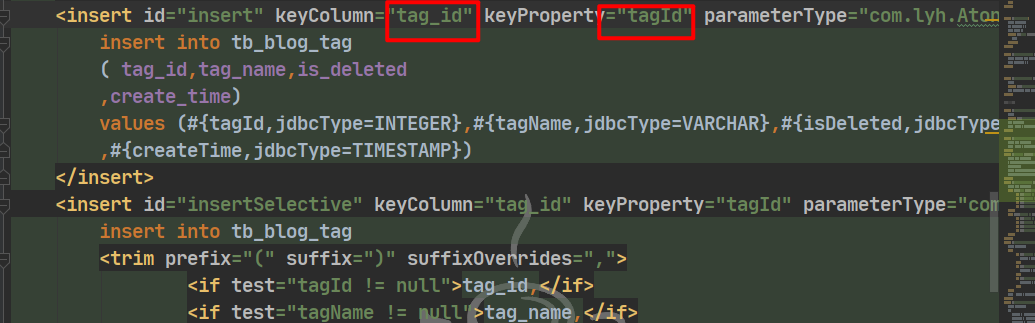 <insert id="insert" keyColumn="tag_id" keyProperty="tagId" parameterType="com.lyh.Aton
insert into tb_blog_tag
( tag_id,tag_name,is_deleted
,create_time)
values (#{tagId,jdbcType=INTEGER},#{tagName,jdbcType=VARCHAR},#{isDeleted,jdbcType
,#{createTime,jdbcType=TIMESTAMP})
</insert>
<insert id="insertSelective" keyColumn="tag_id" keyProperty="tagId" parameterType="com
insert into tb_blog_tag
<trim prefix="(" suffix=")" suffixOverrides=",">
<if test="tagId != null">tag_id,</if>
<if test="tagName != null">tag_name,</if>